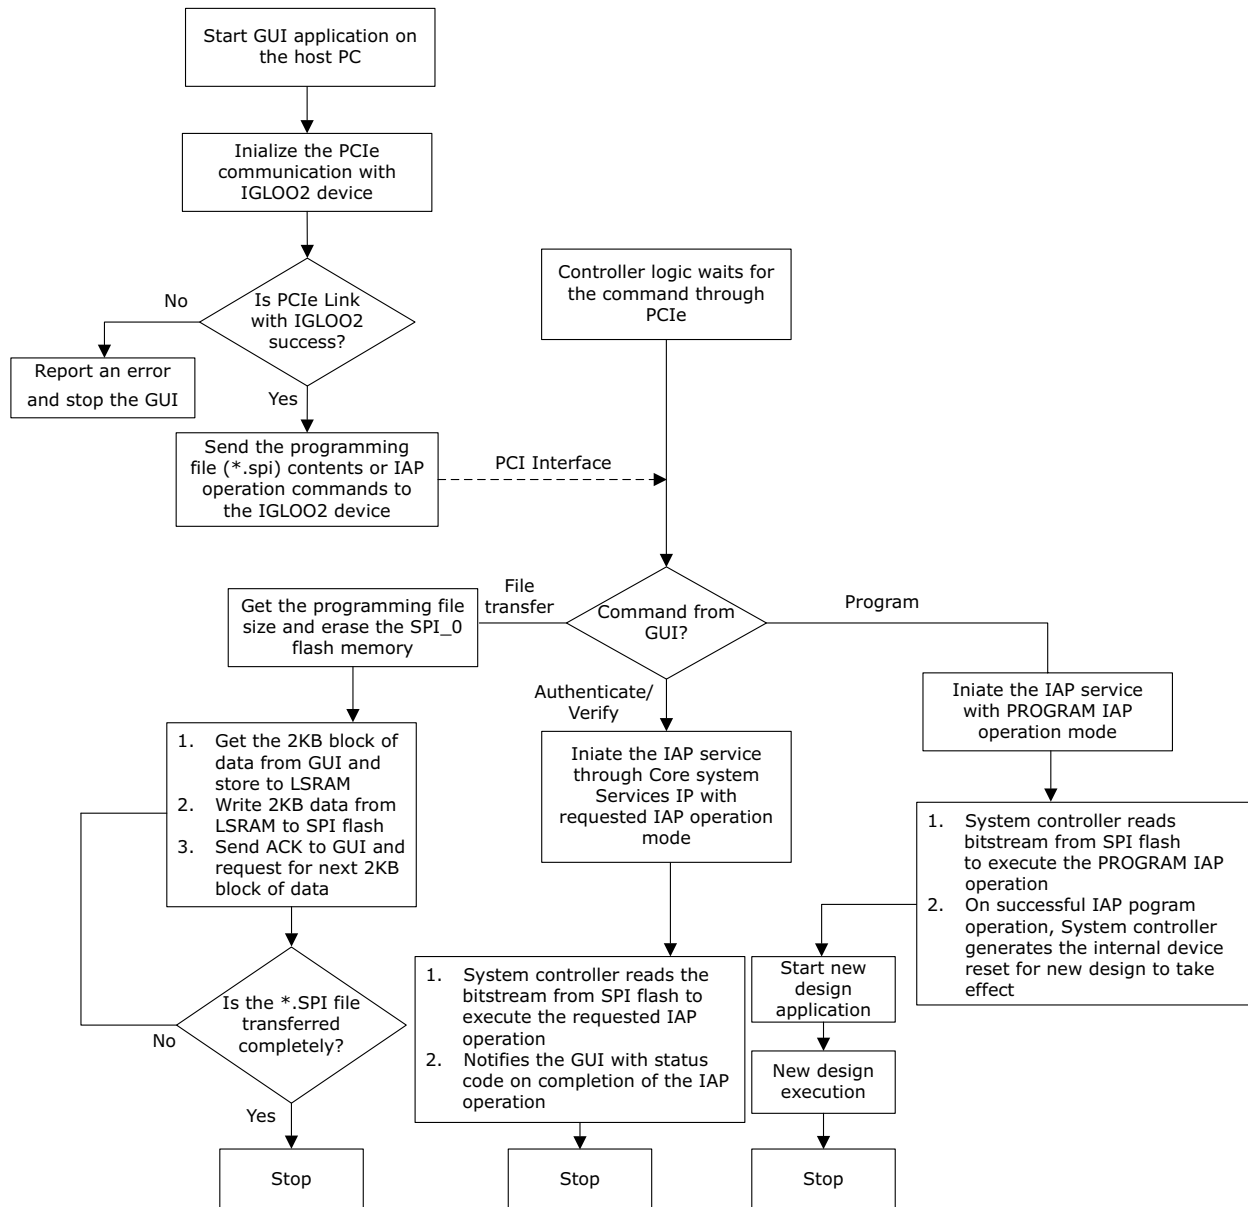 Start GUI application on
the host PC
Inialize the PCIe
communication with
IGLOO2 device
Controller logic waits for
the command through
PCIe
No
Is PCIe Link
with IGLOO2
success?
Report an error
and stop the GUI
Yes
Send the programming
file (*.spi) contents or IAP
operation commands to
the IGLOO2 device
PCI Interface
File
transfer
Command from
GUI?
Program
Get the programming file
size and erase the SPI_0
flash memory
Authenticate/
Verify
Iniate the IAP service
with PROGRAM IAP
operation mode
1. Get the 2KB block of
data from GUI and
store to LSRAM
2. Write 2KB data from
LSRAM to SPI flash
3. Send ACK to GUI and
request for next 2KB
block of data
Iniate the IAP service
through Core system
Services IP with
requested IAP operation
mode
1. System controller reads
bitstream from SPI flash
to execute the PROGRAM IAP
operation
2. On successful IAP pogram
operation, System controller
generates the internal device
reset for new design to take
effect
Is the *.SPI file
transferred
completely?
No
Yes
1. System controller reads the
bitstream from SPI flash to
execute the requested IAP
operation
2. Notifies the GUI with status
code on completion of the IAP
operation
Start new
design
application
New design
execution
Stop
Stop
Stop